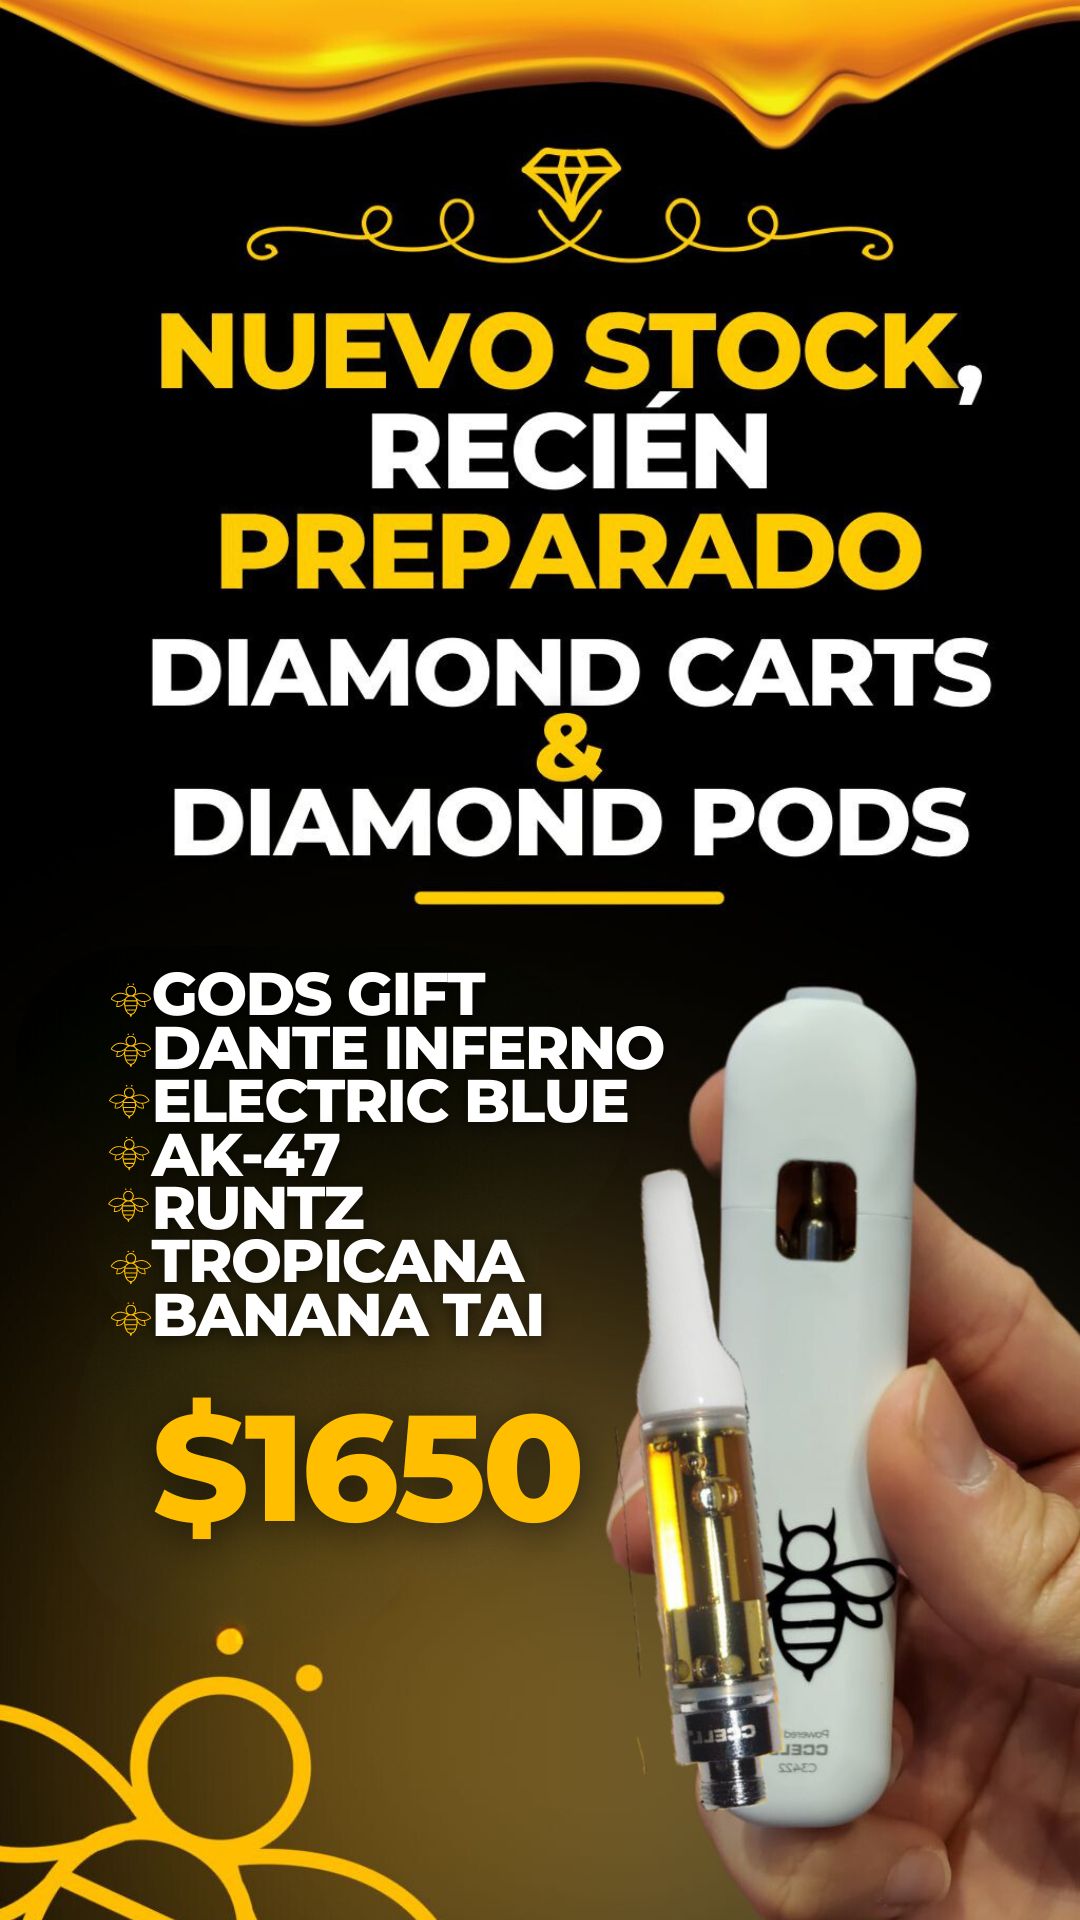 NUEVO STOCK,
RECIÉN
PREPARADO
DIAMOND CARTS
&
DIAMOND PODS
GODS GIFT
DANTE INFERNO
ELECTRIC BLUE
AK-47
RUNTZ
TROPICANA
BANANA TAI
$1650
CCELL
Powered
CCELL
C3422